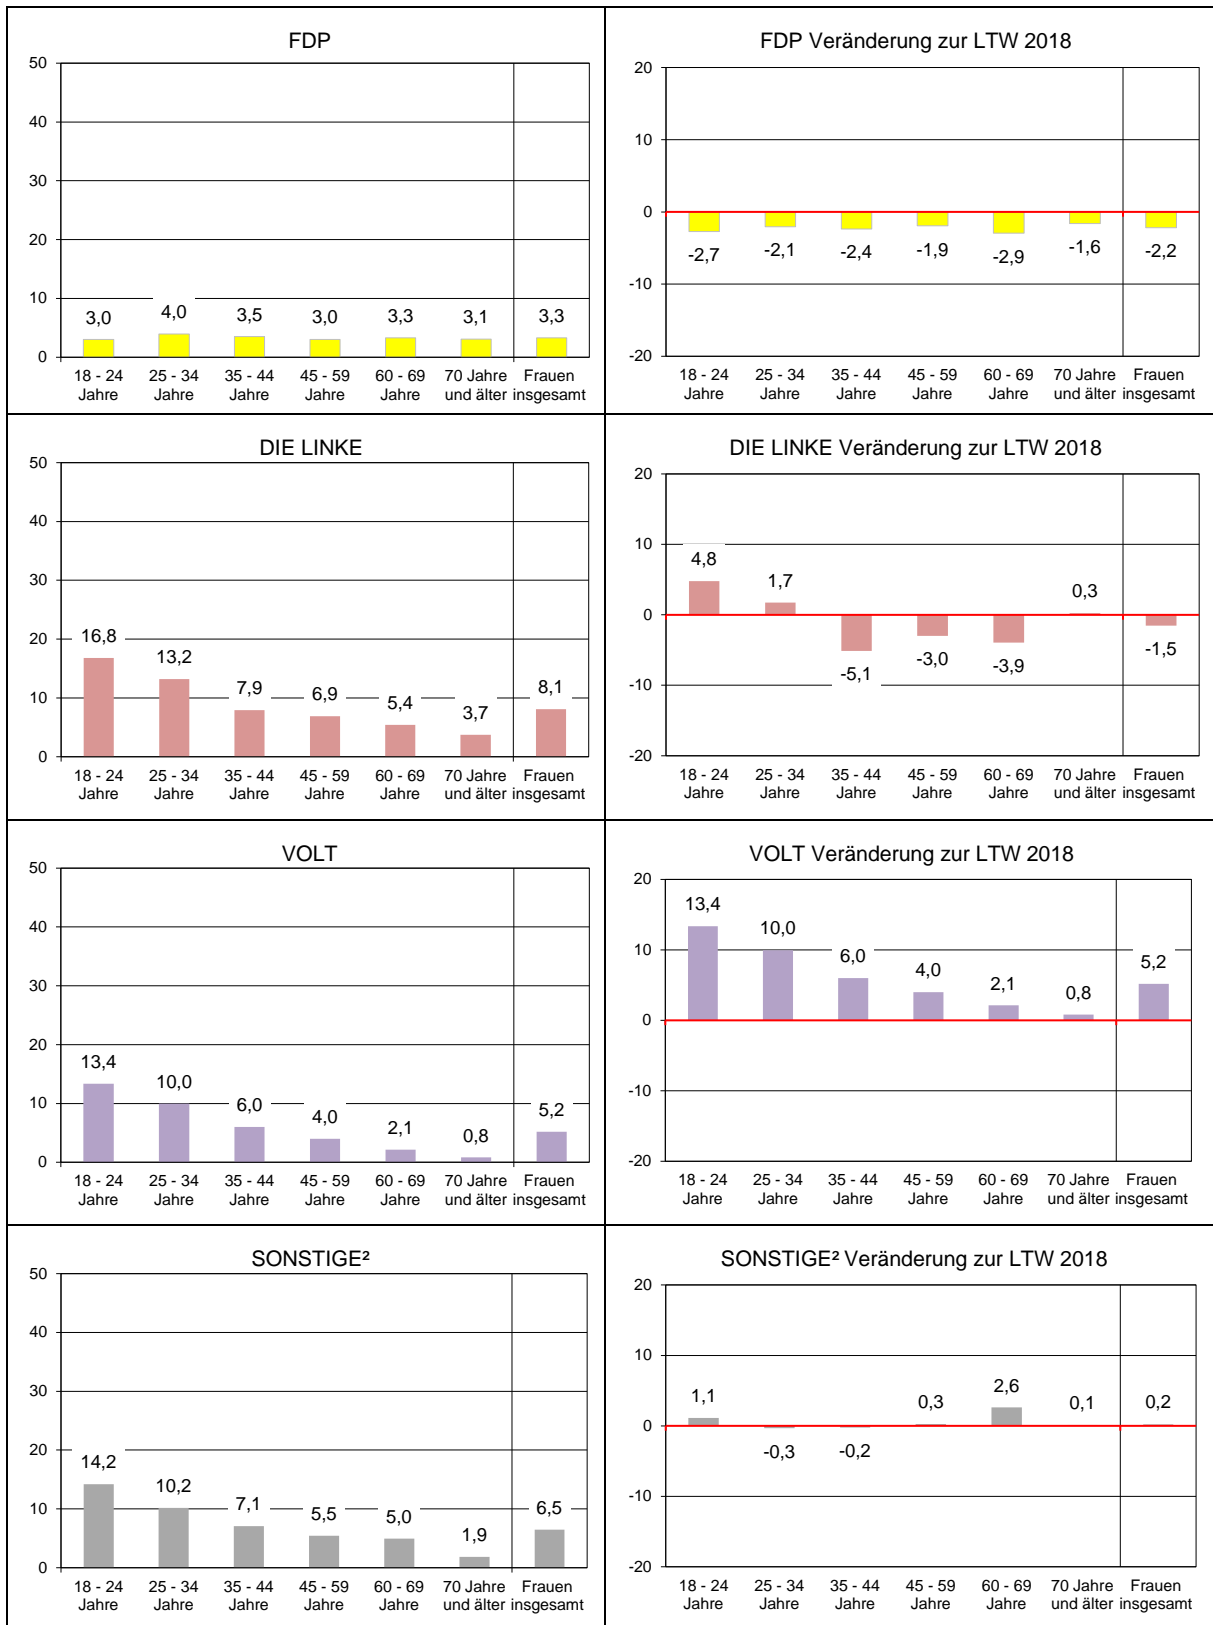 FDP
50
40
30
20
10
0
3,0 4,0 3,5 3,0 3,3 3,1 3,3
18 - 24 25 - 34 35 - 44 45 - 59 60 - 69 70 Jahre Frauen
Jahre Jahre Jahre Jahre Jahre und älter insgesamt
FDP Veränderung zur LTW 2018
20
10
0
-10
-20
-2,7 -2,1 -2,4 -1,9 -2,9 -1,6 -2,2
18 - 24 25 - 34 35 - 44 45 - 59 60 - 69 70 Jahre Frauen
Jahre Jahre Jahre Jahre Jahre und älter insgesamt
DIE LINKE
50
40
30
20
10
0
16,8 13,2 7,9 6,9 5,4 3,7 8,1
18 - 24 25 - 34 35 - 44 45 - 59 60 - 69 70 Jahre Frauen
Jahre Jahre Jahre Jahre Jahre und älter insgesamt
DIE LINKE Veränderung zur LTW 2018
20
10
0
-10
-20
4,8 1,7 -5,1 -3,0 -3,9 0,3 -1,5
18 - 24 25 - 34 35 - 44 45 - 59 60 - 69 70 Jahre Frauen
Jahre Jahre Jahre Jahre Jahre und älter insgesamt
VOLT
50
40
30
20
10
0
13,4 10,0 6,0 4,0 2,1 0,8 5,2
18 - 24 25 - 34 35 - 44 45 - 59 60 - 69 70 Jahre Frauen
Jahre Jahre Jahre Jahre Jahre und älter insgesamt
VOLT Veränderung zur LTW 2018
20
10
0
-10
-20
13,4 10,0 6,0 4,0 2,1 0,8 5,2
18 - 24 25 - 34 35 - 44 45 - 59 60 - 69 70 Jahre Frauen
Jahre Jahre Jahre Jahre Jahre und älter insgesamt
SONSTIGE²
50
40
30
20
10
0
14,2 10,2 7,1 5,5 5,0 1,9 6,5
18 - 24 25 - 34 35 - 44 45 - 59 60 - 69 70 Jahre Frauen
Jahre Jahre Jahre Jahre Jahre und älter insgesamt
SONSTIGE² Veränderung zur LTW 2018
20
10
0
-10
-20
1,1 -0,3 -0,2 0,3 2,6 0,1 0,2
18 - 24 25 - 34 35 - 44 45 - 59 60 - 69 70 Jahre Frauen
Jahre Jahre Jahre Jahre Jahre und älter insgesamt